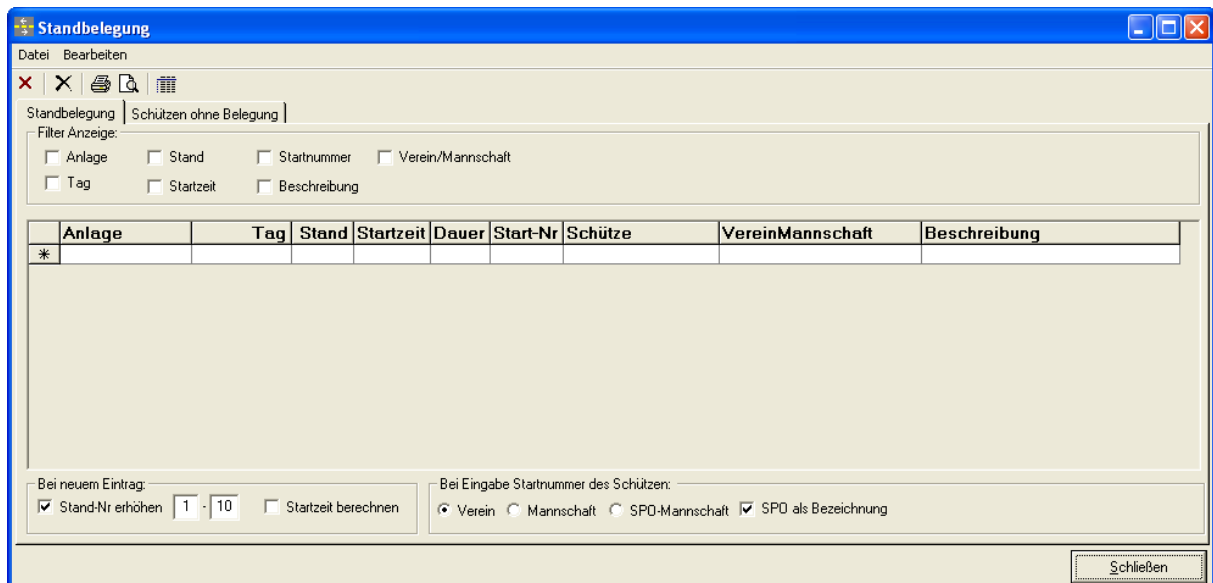 Standbelegung
Datei Bearbeiten
Standbelegung Schützen ohne Belegung
Filter Anzeige:
Anlage Stand Startnummer Verein/Mannschaft
Tag Startzeit Beschreibung
Anlage Tag Stand Startzeit Dauer Start-Nr Schütze VereinMannschaft Beschreibung
Bei neuem Eintrag: Bei Eingabe Startnummer des Schützen:
Stand-Nr erhöhen 1 - 10 Startzeit berechnen Verein Mannschaft SPO-Mannschaft SPO als Bezeichnung
Schließen